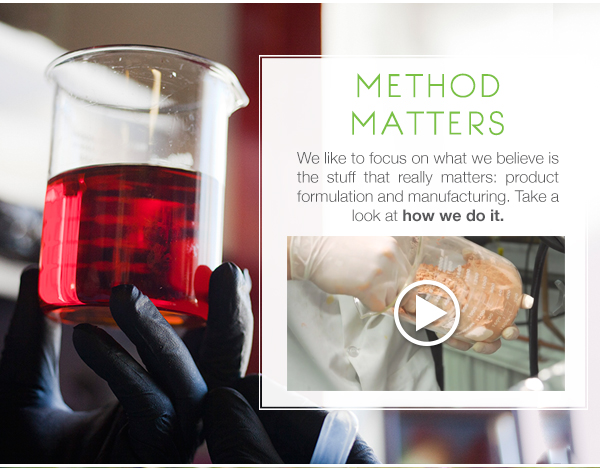 METHOD
MATTERS
We like to focus on what we believe is
the stuff that really matters: product
formulation and manufacturing. Take a
look at how we do it.